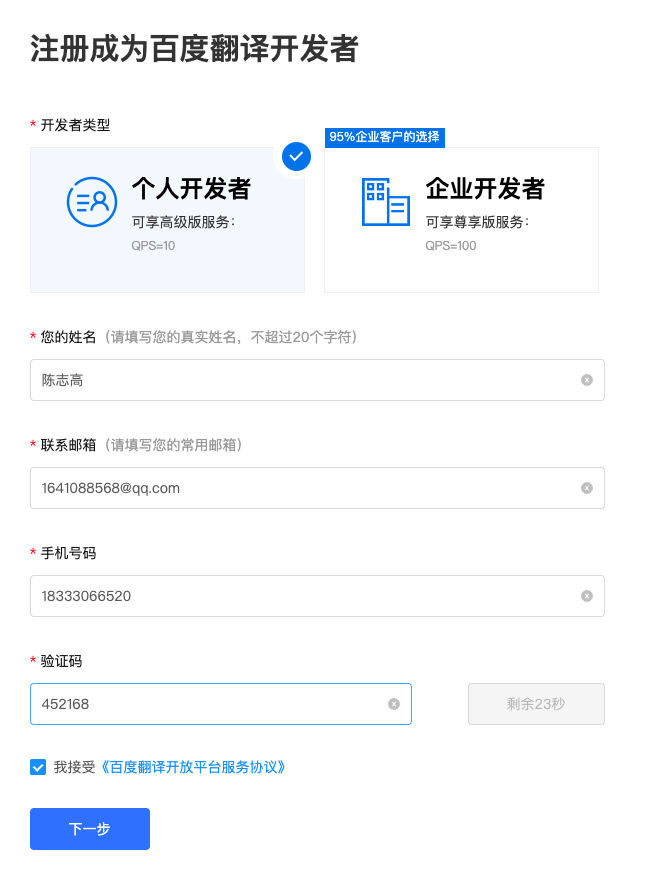 注册成为百度翻译开发者
* 开发者类型
95%企业客户的选择
个人开发者
可享高级版服务：
QPS=10
企业开发者
可享尊享版服务：
QPS=100
* 您的姓名（请填写您的真实姓名，不超过20个字符）
陈志高
* 联系邮箱（请填写您的常用邮箱）
1641088568@qq.com
* 手机号码
18333066520
* 验证码
452168
剩余23秒
我接受《百度翻译开放平台服务协议》
下一步